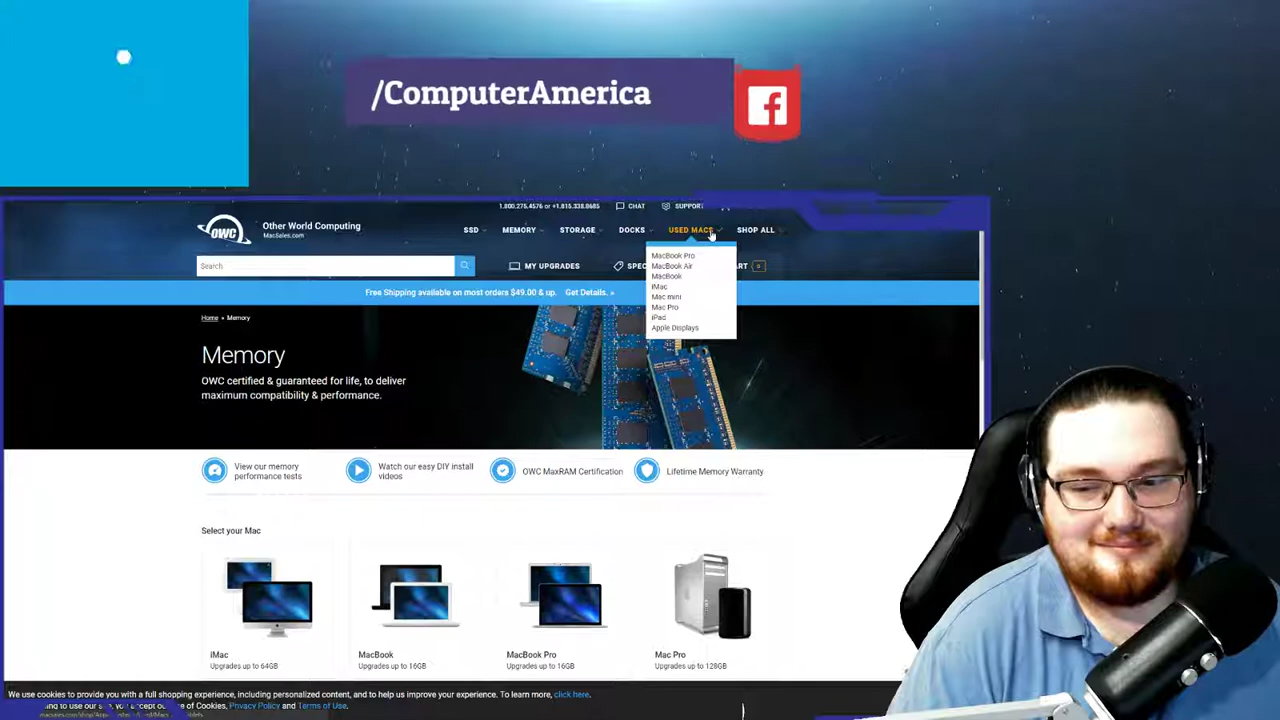 /ComputerAmerica
1.800.275.4576 or +1.815.338.8685 CHAT SUPPORT
OWC
Other World Computing
MacSales.com
SSD MEMORY STORAGE DOCKS USED MACS SHOP ALL
Search
MY UPGRADES SPEC
MacBook Pro
MacBook Air
MacBook
iMac
Mac mini
Mac Pro
iPad
Apple Displays
Free Shipping available on most orders $49.00 & up. Get Details. »
Home » Memory
Memory
OWC certified & guaranteed for life, to deliver
maximum compatibility & performance.
View our memory
performance tests
Watch our easy DIY install
videos
OWC MaxRAM Certification
Lifetime Memory Warranty
Select your Mac
iMac
Upgrades up to 64GB
MacBook
Upgrades up to 16GB
MacBook Pro
Upgrades up to 16GB
Mac Pro
Upgrades up to 128GB
We use cookies to provide you with a full shopping experience, including personalized content, and to help us improve your experience. To learn more, click here.
of Cookies, Privacy Policy and Terms of Use.